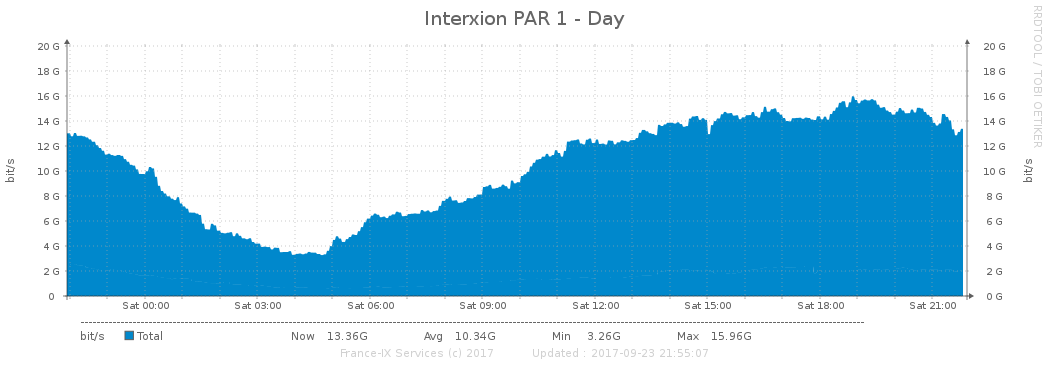 Interxion PAR 1 - Day
RRDTOOL / TOBI OETIKER
bit/s
20 G 20 G
18 G 18 G
16 G 16 G
14 G 14 G
12 G 12 G
10 G 10 G
8 G 8 G
6 G 6 G
4 G 4 G
2 G 2 G
0 0 G
bit/s
Sat 00:00 Sat 03:00 Sat 06:00 Sat 09:00 Sat 12:00 Sat 15:00 Sat 18:00 Sat 21:00
bit/s Total Now 13.36G Avg 10.34G Min 3.26G Max 15.96G
France-IX Services (c) 2017 Updated : 2017-09-23 21:55:07